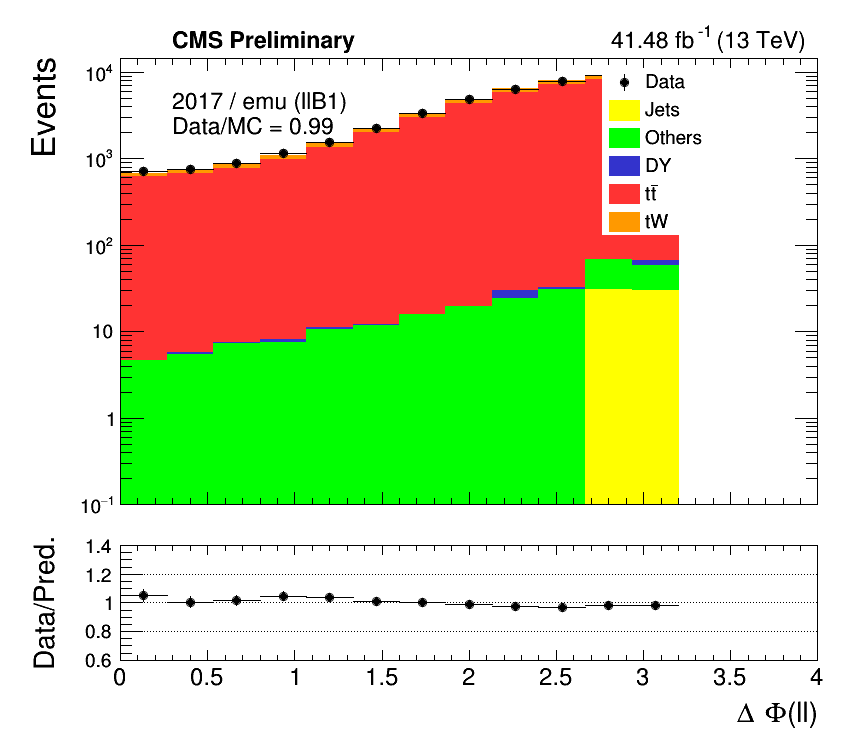 CMS Preliminary
41.48 fb⁻¹ (13 TeV)
Events
10⁴
10³
10²
10
1
10⁻¹
2017 / emu (llB1)
Data/MC = 0.99
Data
Jets
Others
DY
tt̄
tW
Data/Pred.
1.4
1.2
1
0.8
0.6
0 0.5 1 1.5 2 2.5 3 3.5 4
Δ Φ(ll)